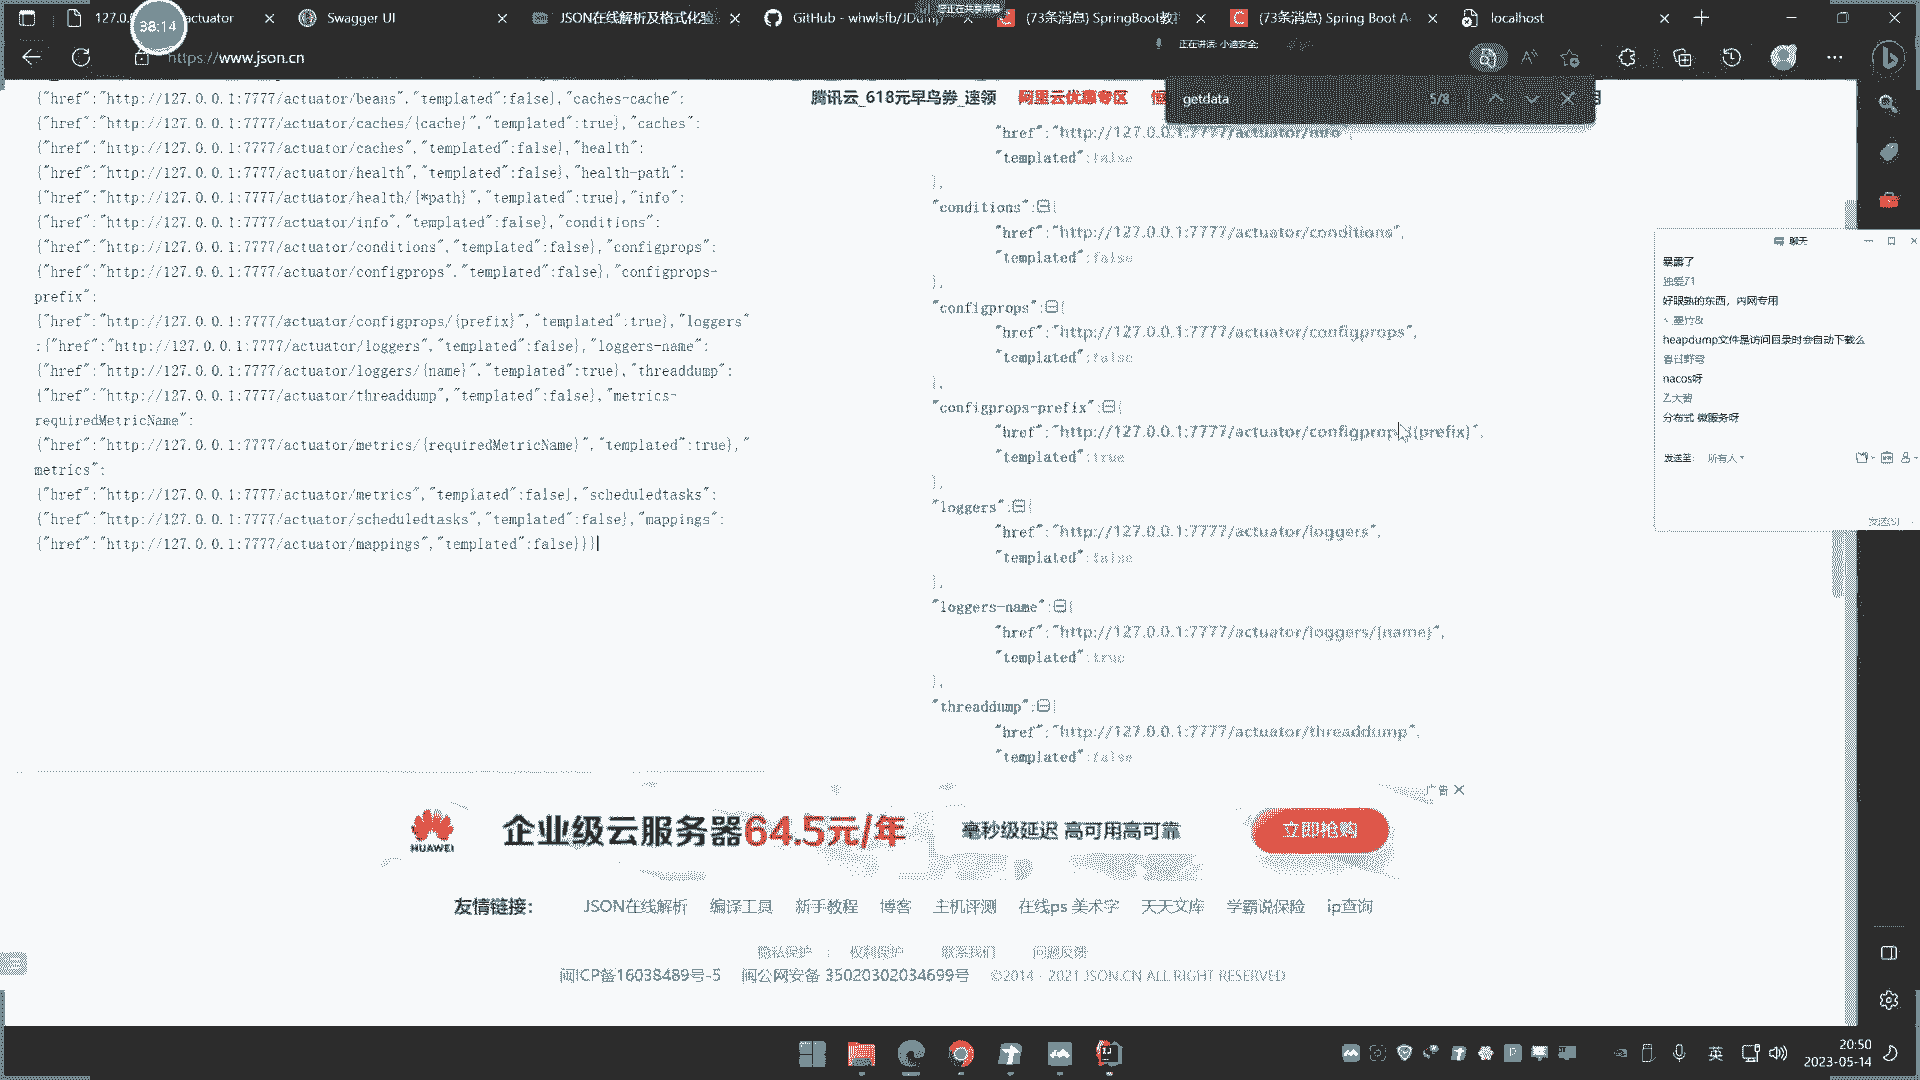 38:14
actuator
Swagger UI
JSON在线解析及格式化验
GitHub - whwlsfb/JDump
(73条消息) SpringBoot教
(73条消息) Spring Boot A
localhost
https://www.json.cn
正在讲话: 小迪安全;
getdata
5/8
{"href":"http://127.0.0.1:7777/actuator/beans","templated":false},"caches-cache":
{"href":"http://127.0.0.1:7777/actuator/caches/{cache}","templated":true},"caches":
{"href":"http://127.0.0.1:7777/actuator/caches","templated":false},"health":
{"href":"http://127.0.0.1:7777/actuator/health","templated":false},"health-path":
{"href":"http://127.0.0.1:7777/actuator/health/{*path}","templated":true},"info":
{"href":"http://127.0.0.1:7777/actuator/info","templated":false},"conditions":
{"href":"http://127.0.0.1:7777/actuator/conditions","templated":false},"configprops":
{"href":"http://127.0.0.1:7777/actuator/configprops","templated":false},"configprops-
prefix":
{"href":"http://127.0.0.1:7777/actuator/configprops/{prefix}","templated":true},"loggers"
:{"href":"http://127.0.0.1:7777/actuator/loggers","templated":false},"loggers-name":
{"href":"http://127.0.0.1:7777/actuator/loggers/{name}","templated":true},"threaddump":
{"href":"http://127.0.0.1:7777/actuator/threaddump","templated":false},"metrics-
requiredMetricName":
{"href":"http://127.0.0.1:7777/actuator/metrics/{requiredMetricName}","templated":true},"
metrics":
{"href":"http://127.0.0.1:7777/actuator/metrics","templated":false},"scheduledtasks":
{"href":"http://127.0.0.1:7777/actuator/scheduledtasks","templated":false},"mappings":
{"href":"http://127.0.0.1:7777/actuator/mappings","templated":false}}}
腾讯云_618元早鸟券_速领
阿里云优惠专区
"href":"http://127.0.0.1:7777/actuator/info",
"templated":false
},
"conditions":{
"href":"http://127.0.0.1:7777/actuator/conditions",
"templated":false
},
"configprops":{
"href":"http://127.0.0.1:7777/actuator/configprops",
"templated":false
},
"configprops-prefix":{
"href":"http://127.0.0.1:7777/actuator/configprops/{prefix}",
"templated":true
},
"loggers":{
"href":"http://127.0.0.1:7777/actuator/loggers",
"templated":false
},
"loggers-name":{
"href":"http://127.0.0.1:7777/actuator/loggers/{name}",
"templated":true
},
"threaddump":{
"href":"http://127.0.0.1:7777/actuator/threaddump",
"templated":false
聊天
暴露了
独爱71
好眼熟的东西，内网专用
丶墨竹&
heapdump文件是访问目录时会自动下载么
春日野穹
nacos呀
分布式 微服务呀
发送至: 所有人
发送(S)
广告
HUAWEI
企业级云服务器64.5元/年
毫秒级延迟 高可用高可靠
立即抢购
友情链接：
JSON在线解析 编译工具 新手教程 博客 主机评测 在线ps 美术字 天天文库 学霸说保险 ip查询
隐私保护 : 权利保护 联系我们 问题反馈
闽ICP备16038489号-5 闽公网安备 35020302034699号 ©2014 - 2021 JSON.CN ALL RIGHT RESERVED
英
20:50
2023-05-14